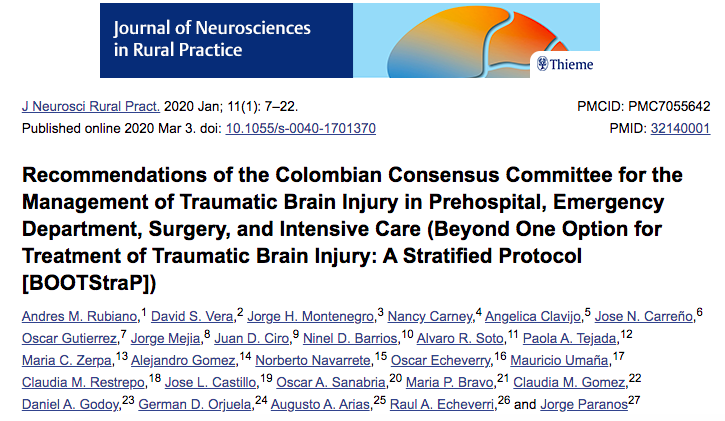 Journal of Neurosciences
in Rural Practice
Thieme
J Neurosci Rural Pract. 2020 Jan; 11(1): 7–22.
PMCID: PMC7055642
Published online 2020 Mar 3. doi: 10.1055/s-0040-1701370
PMID: 32140001
Recommendations of the Colombian Consensus Committee for the
Management of Traumatic Brain Injury in Prehospital, Emergency
Department, Surgery, and Intensive Care (Beyond One Option for
Treatment of Traumatic Brain Injury: A Stratified Protocol
[BOOTStraP])
Andres M. Rubiano,1 David S. Vera,2 Jorge H. Montenegro,3 Nancy Carney,4 Angelica Clavijo,5 Jose N. Carreño,6
Oscar Gutierrez,7 Jorge Mejia,8 Juan D. Ciro,9 Ninel D. Barrios,10 Alvaro R. Soto,11 Paola A. Tejada,12
Maria C. Zerpa,13 Alejandro Gomez,14 Norberto Navarrete,15 Oscar Echeverry,16 Mauricio Umaña,17
Claudia M. Restrepo,18 Jose L. Castillo,19 Oscar A. Sanabria,20 Maria P. Bravo,21 Claudia M. Gomez,22
Daniel A. Godoy,23 German D. Orjuela,24 Augusto A. Arias,25 Raul A. Echeverri,26 and Jorge Paranos27